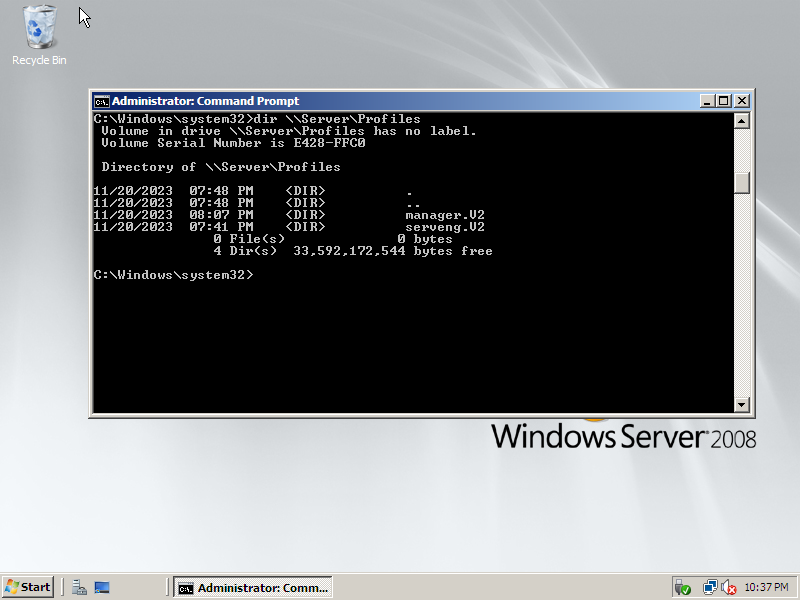 Recycle Bin
Administrator: Command Prompt
C:\Windows\system32>dir \\Server\Profiles
Volume in drive \\Server\Profiles has no label.
Volume Serial Number is E428-FFC0
Directory of \\Server\Profiles
11/20/2023 07:48 PM <DIR> .
11/20/2023 07:48 PM <DIR> ..
11/20/2023 08:07 PM <DIR> manager.V2
11/20/2023 07:41 PM <DIR> serveng.V2
0 File(s) 0 bytes
4 Dir(s) 33,592,172,544 bytes free
C:\Windows\system32>
Windows Server 2008
Start
Administrator: Comm...
10:37 PM